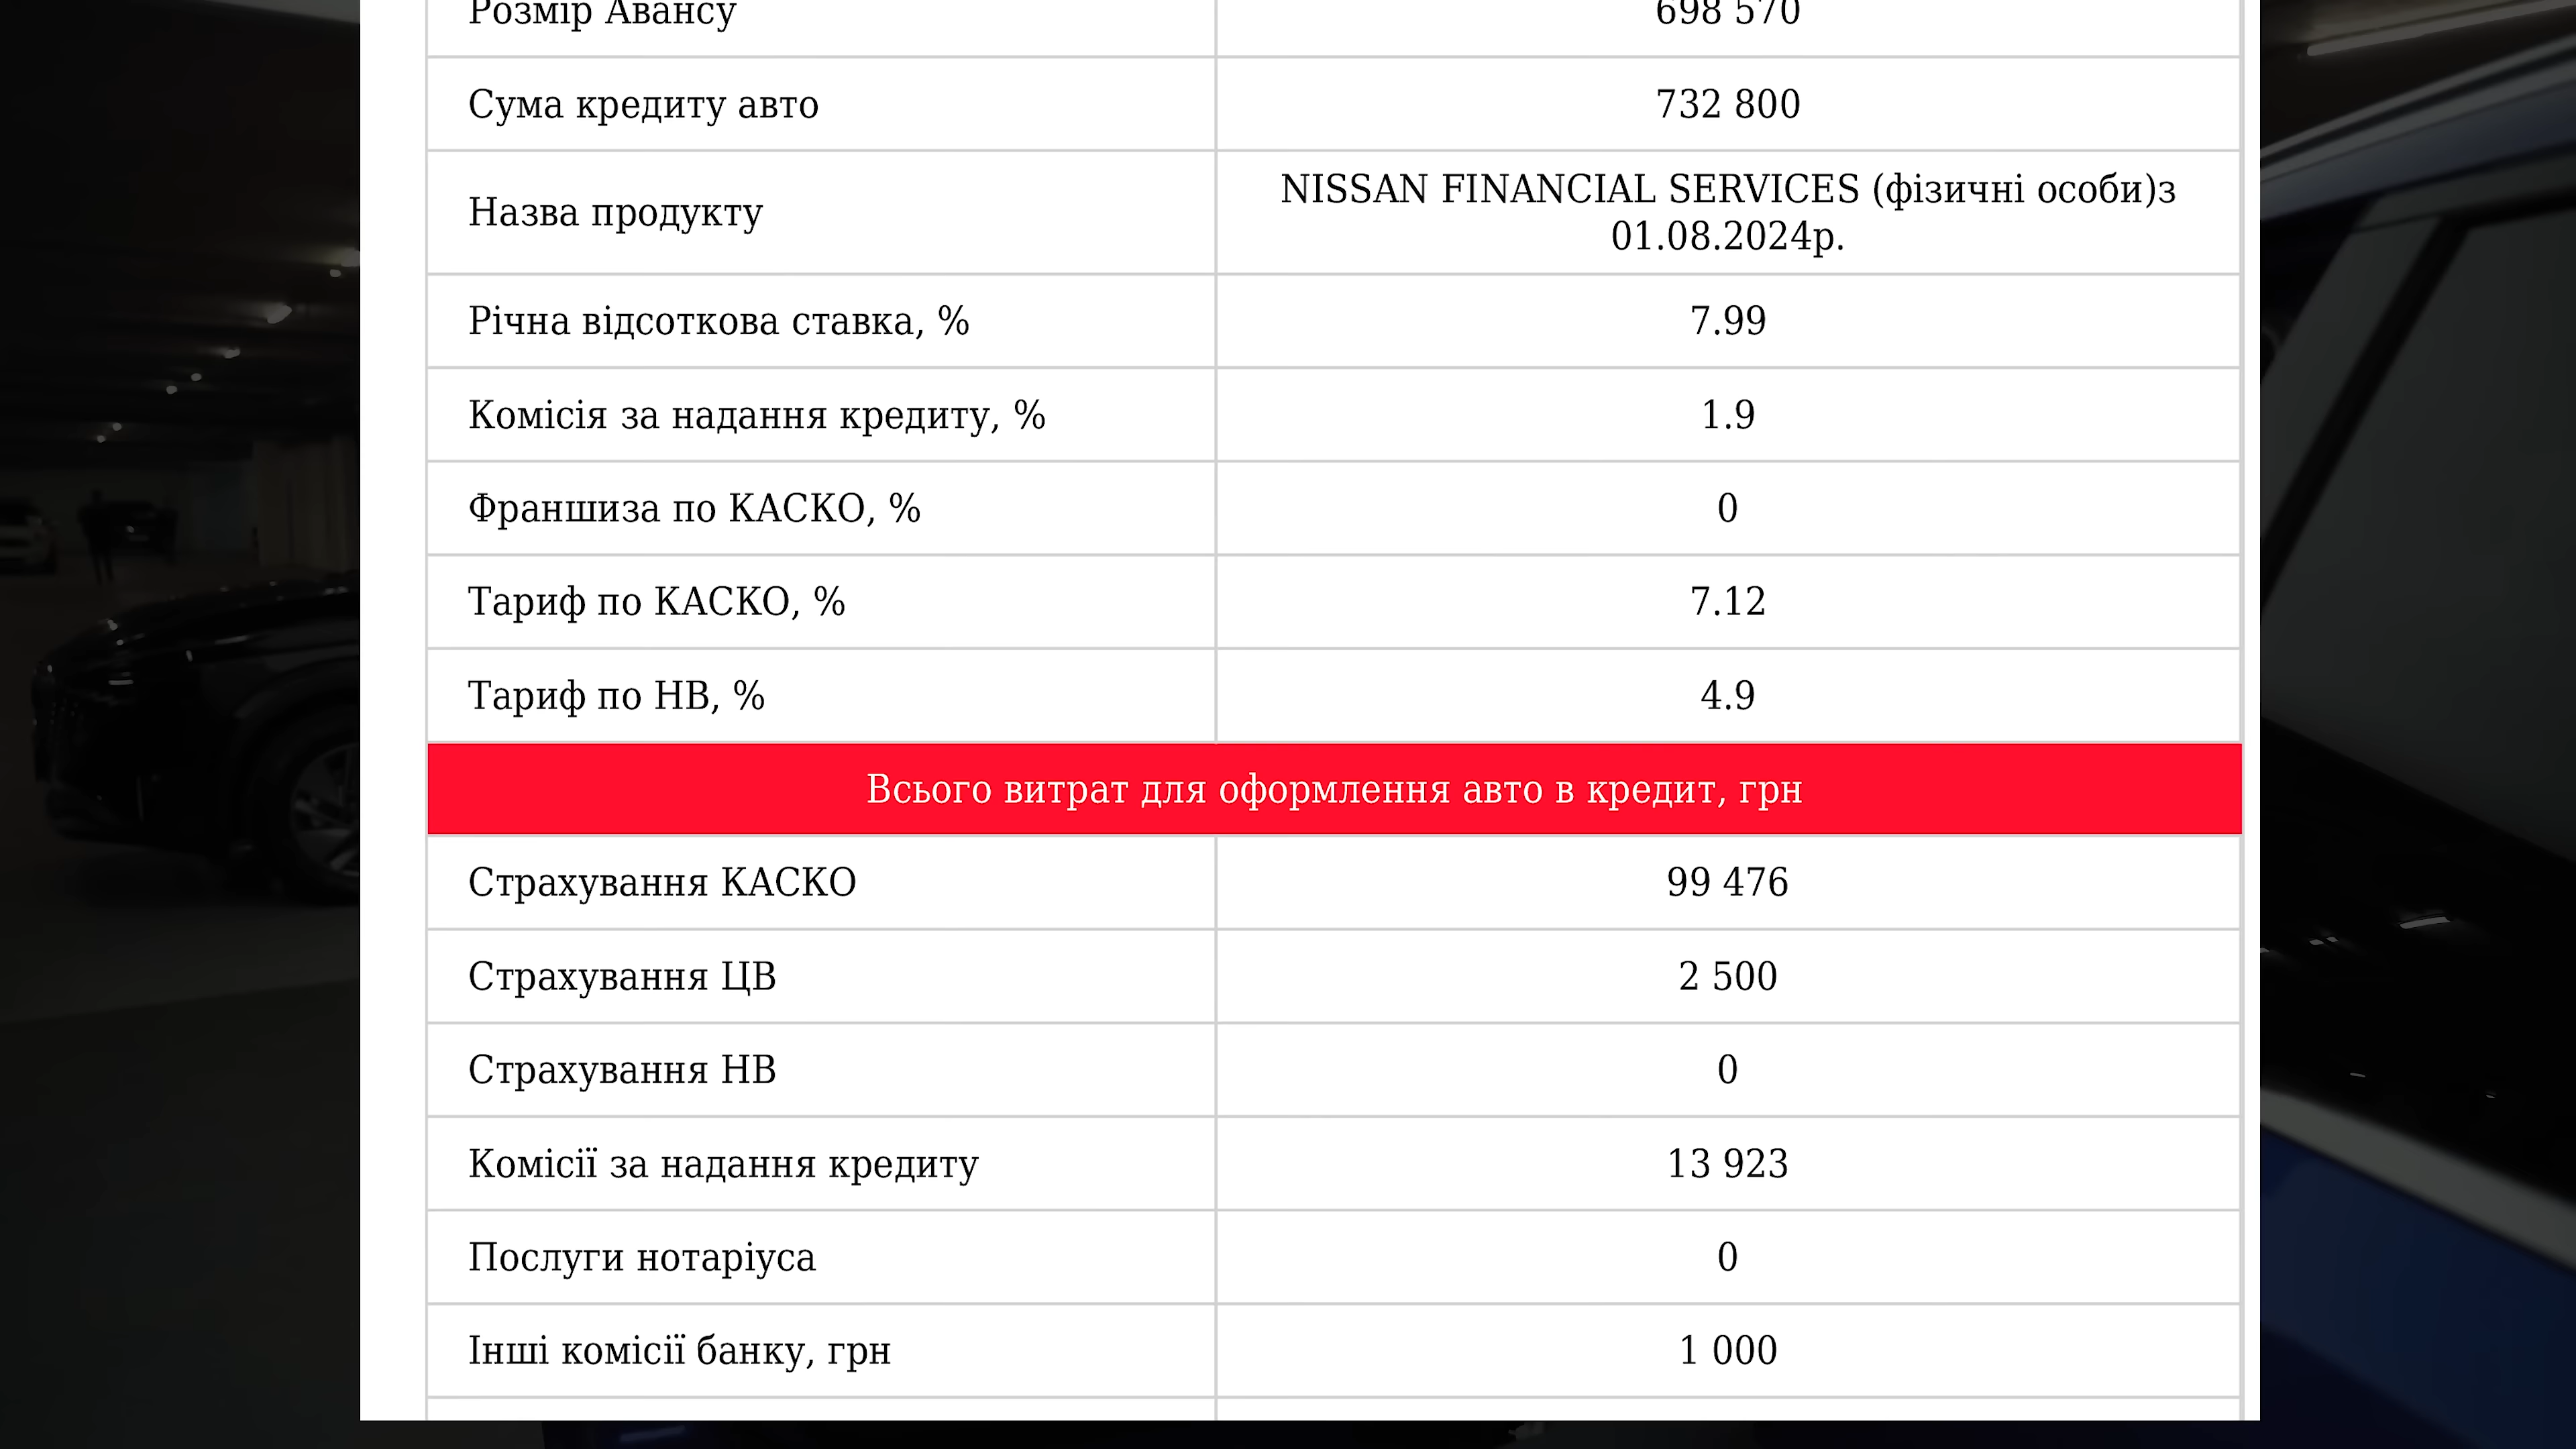 Розмір Авансу 698 570
Сума кредиту авто 732 800
Назва продукту NISSAN FINANCIAL SERVICES (фізичні особи)з
01.08.2024р.
Річна відсоткова ставка, % 7.99
Комісія за надання кредиту, % 1.9
Франшиза по КАСКО, % 0
Тариф по КАСКО, % 7.12
Тариф по НВ, % 4.9
Всього витрат для оформлення авто в кредит, грн
Страхування КАСКО 99 476
Страхування ЦВ 2 500
Страхування НВ 0
Комісії за надання кредиту 13 923
Послуги нотаріуса 0
Інші комісії банку, грн 1 000